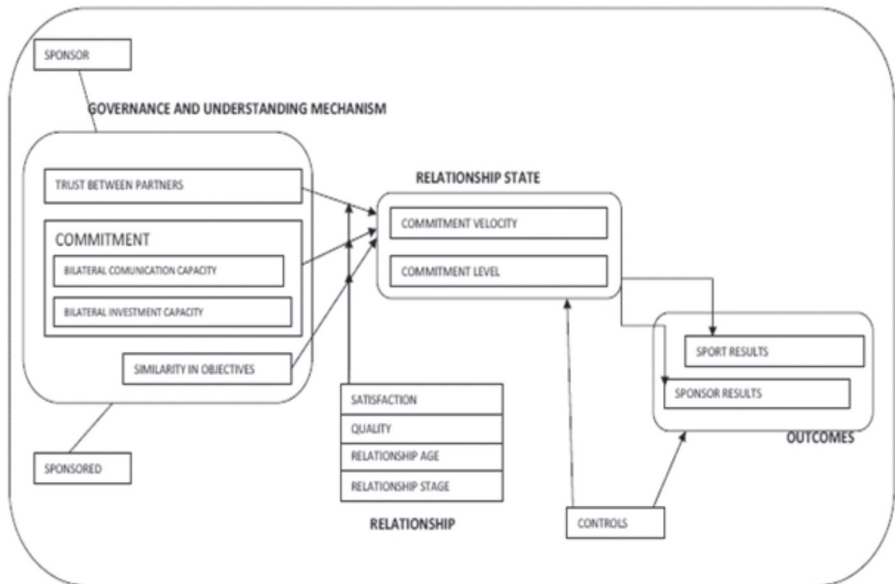 SPONSOR
GOVERNANCE AND UNDERSTANDING MECHANISM
TRUST BETWEEN PARTNERS
COMMITMENT
BILATERAL COMUNICATION CAPACITY
BILATERAL INVESTMENT CAPACITY
SIMILARITY IN OBJECTIVES
SPONSORED
RELATIONSHIP STATE
COMMITMENT VELOCITY
COMMITMENT LEVEL
SATISFACTION
QUALITY
RELATIONSHIP AGE
RELATIONSHIP STAGE
RELATIONSHIP
SPORT RESULTS
SPONSOR RESULTS
OUTCOMES
CONTROLS